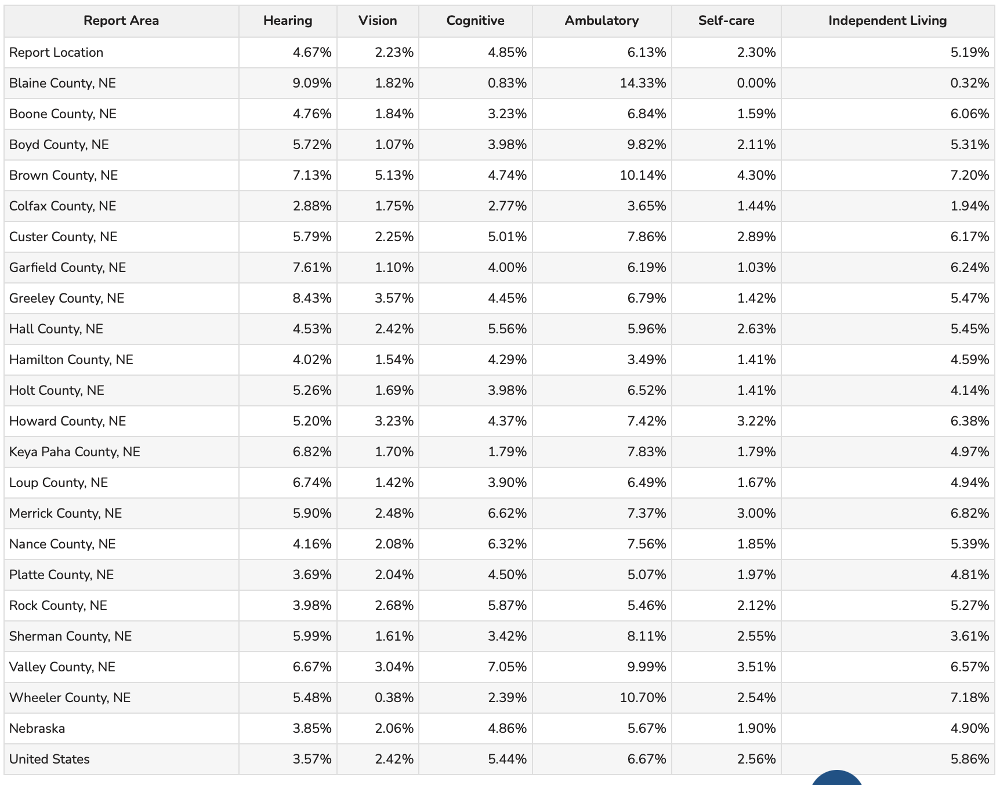 Report Area Hearing Vision Cognitive Ambulatory Self-care Independent Living
Report Location 4.67% 2.23% 4.85% 6.13% 2.30% 5.19%
Blaine County, NE 9.09% 1.82% 0.83% 14.33% 0.00% 0.32%
Boone County, NE 4.76% 1.84% 3.23% 6.84% 1.59% 6.06%
Boyd County, NE 5.72% 1.07% 3.98% 9.82% 2.11% 5.31%
Brown County, NE 7.13% 5.13% 4.74% 10.14% 4.30% 7.20%
Colfax County, NE 2.88% 1.75% 2.77% 3.65% 1.44% 1.94%
Custer County, NE 5.79% 2.25% 5.01% 7.86% 2.89% 6.17%
Garfield County, NE 7.61% 1.10% 4.00% 6.19% 1.03% 6.24%
Greeley County, NE 8.43% 3.57% 4.45% 6.79% 1.42% 5.47%
Hall County, NE 4.53% 2.42% 5.56% 5.96% 2.63% 5.45%
Hamilton County, NE 4.02% 1.54% 4.29% 3.49% 1.41% 4.59%
Holt County, NE 5.26% 1.69% 3.98% 6.52% 1.41% 4.14%
Howard County, NE 5.20% 3.23% 4.37% 7.42% 3.22% 6.38%
Keya Paha County, NE 6.82% 1.70% 1.79% 7.83% 1.79% 4.97%
Loup County, NE 6.74% 1.42% 3.90% 6.49% 1.67% 4.94%
Merrick County, NE 5.90% 2.48% 6.62% 7.37% 3.00% 6.82%
Nance County, NE 4.16% 2.08% 6.32% 7.56% 1.85% 5.39%
Platte County, NE 3.69% 2.04% 4.50% 5.07% 1.97% 4.81%
Rock County, NE 3.98% 2.68% 5.87% 5.46% 2.12% 5.27%
Sherman County, NE 5.99% 1.61% 3.42% 8.11% 2.55% 3.61%
Valley County, NE 6.67% 3.04% 7.05% 9.99% 3.51% 6.57%
Wheeler County, NE 5.48% 0.38% 2.39% 10.70% 2.54% 7.18%
Nebraska 3.85% 2.06% 4.86% 5.67% 1.90% 4.90%
United States 3.57% 2.42% 5.44% 6.67% 2.56% 5.86%